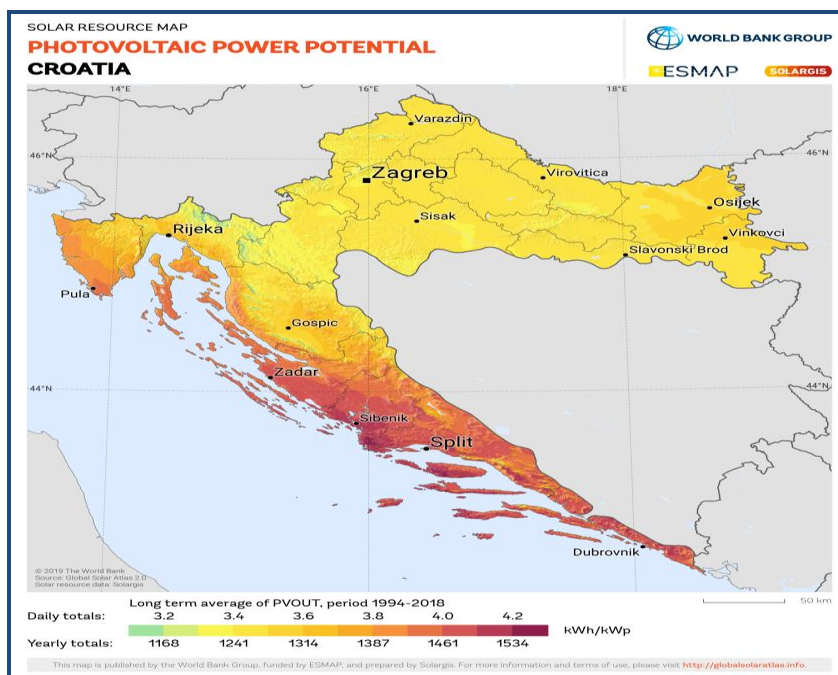 SOLAR RESOURCE MAP
PHOTOVOLTAIC POWER POTENTIAL
CROATIA
WORLD BANK GROUP
ESMAP
SOLARGIS
14°E
16°E
18°E
46°N
46°N
Varazdin
Zagreb
Virovitica
Osijek
Sisak
Vinkovci
Rijeka
Slavonski Brod
Pula
Gospic
Zadar
44°N
44°N
Sibenik
Split
Dubrovnik
© 2019 The World Bank
Source: Global Solar Atlas 2.0
Solar resource data: Solargis
50 km
Long term average of PVOUT, period 1994-2018
Daily totals: 3.2 3.4 3.6 3.8 4.0 4.2
kWh/kWp
Yearly totals: 1168 1241 1314 1387 1461 1534
This map is published by the World Bank Group, funded by ESMAP, and prepared by Solargis. For more information and terms of use, please visit http://globalsolaratlas.info.